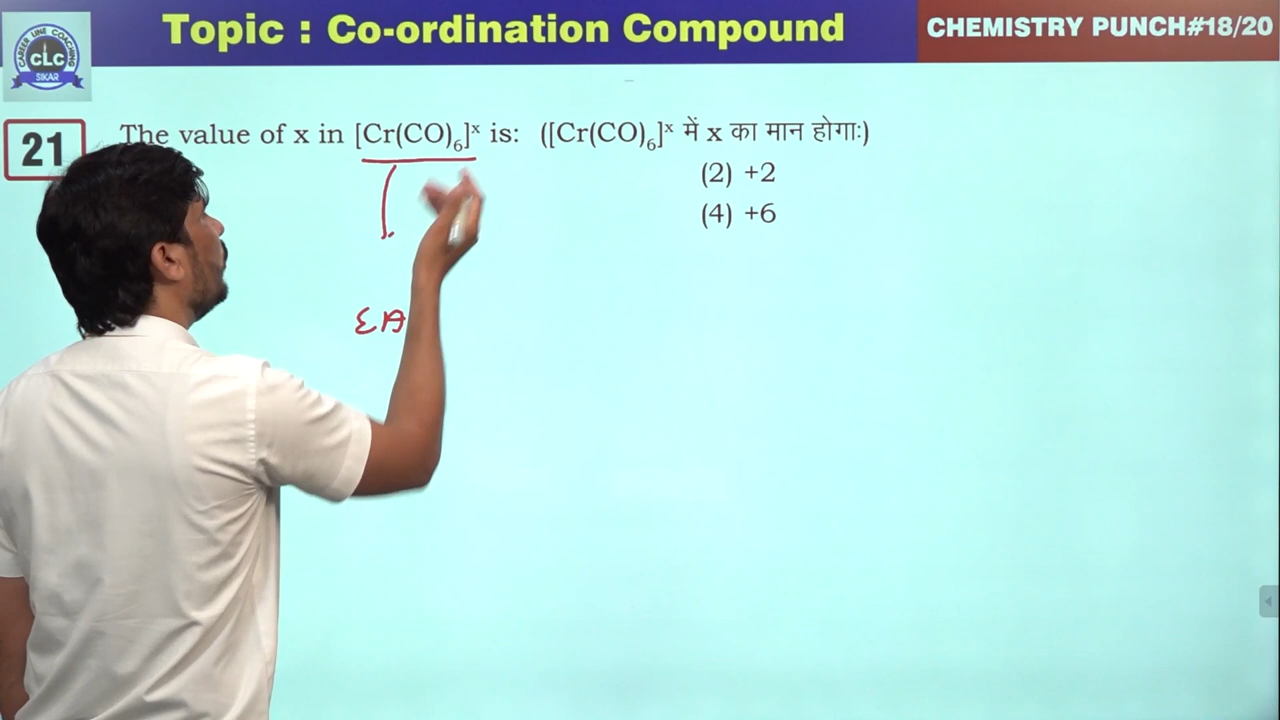 Topic : Co-ordination Compound
CHEMISTRY PUNCH#18/20
CAREER LINE COACHING
CLC
SIKAR
21
The value of x in [Cr(CO)₆]ˣ is: ([Cr(CO)₆]ˣ में x का मान होगा:)
(2) +2
(4) +6
EA